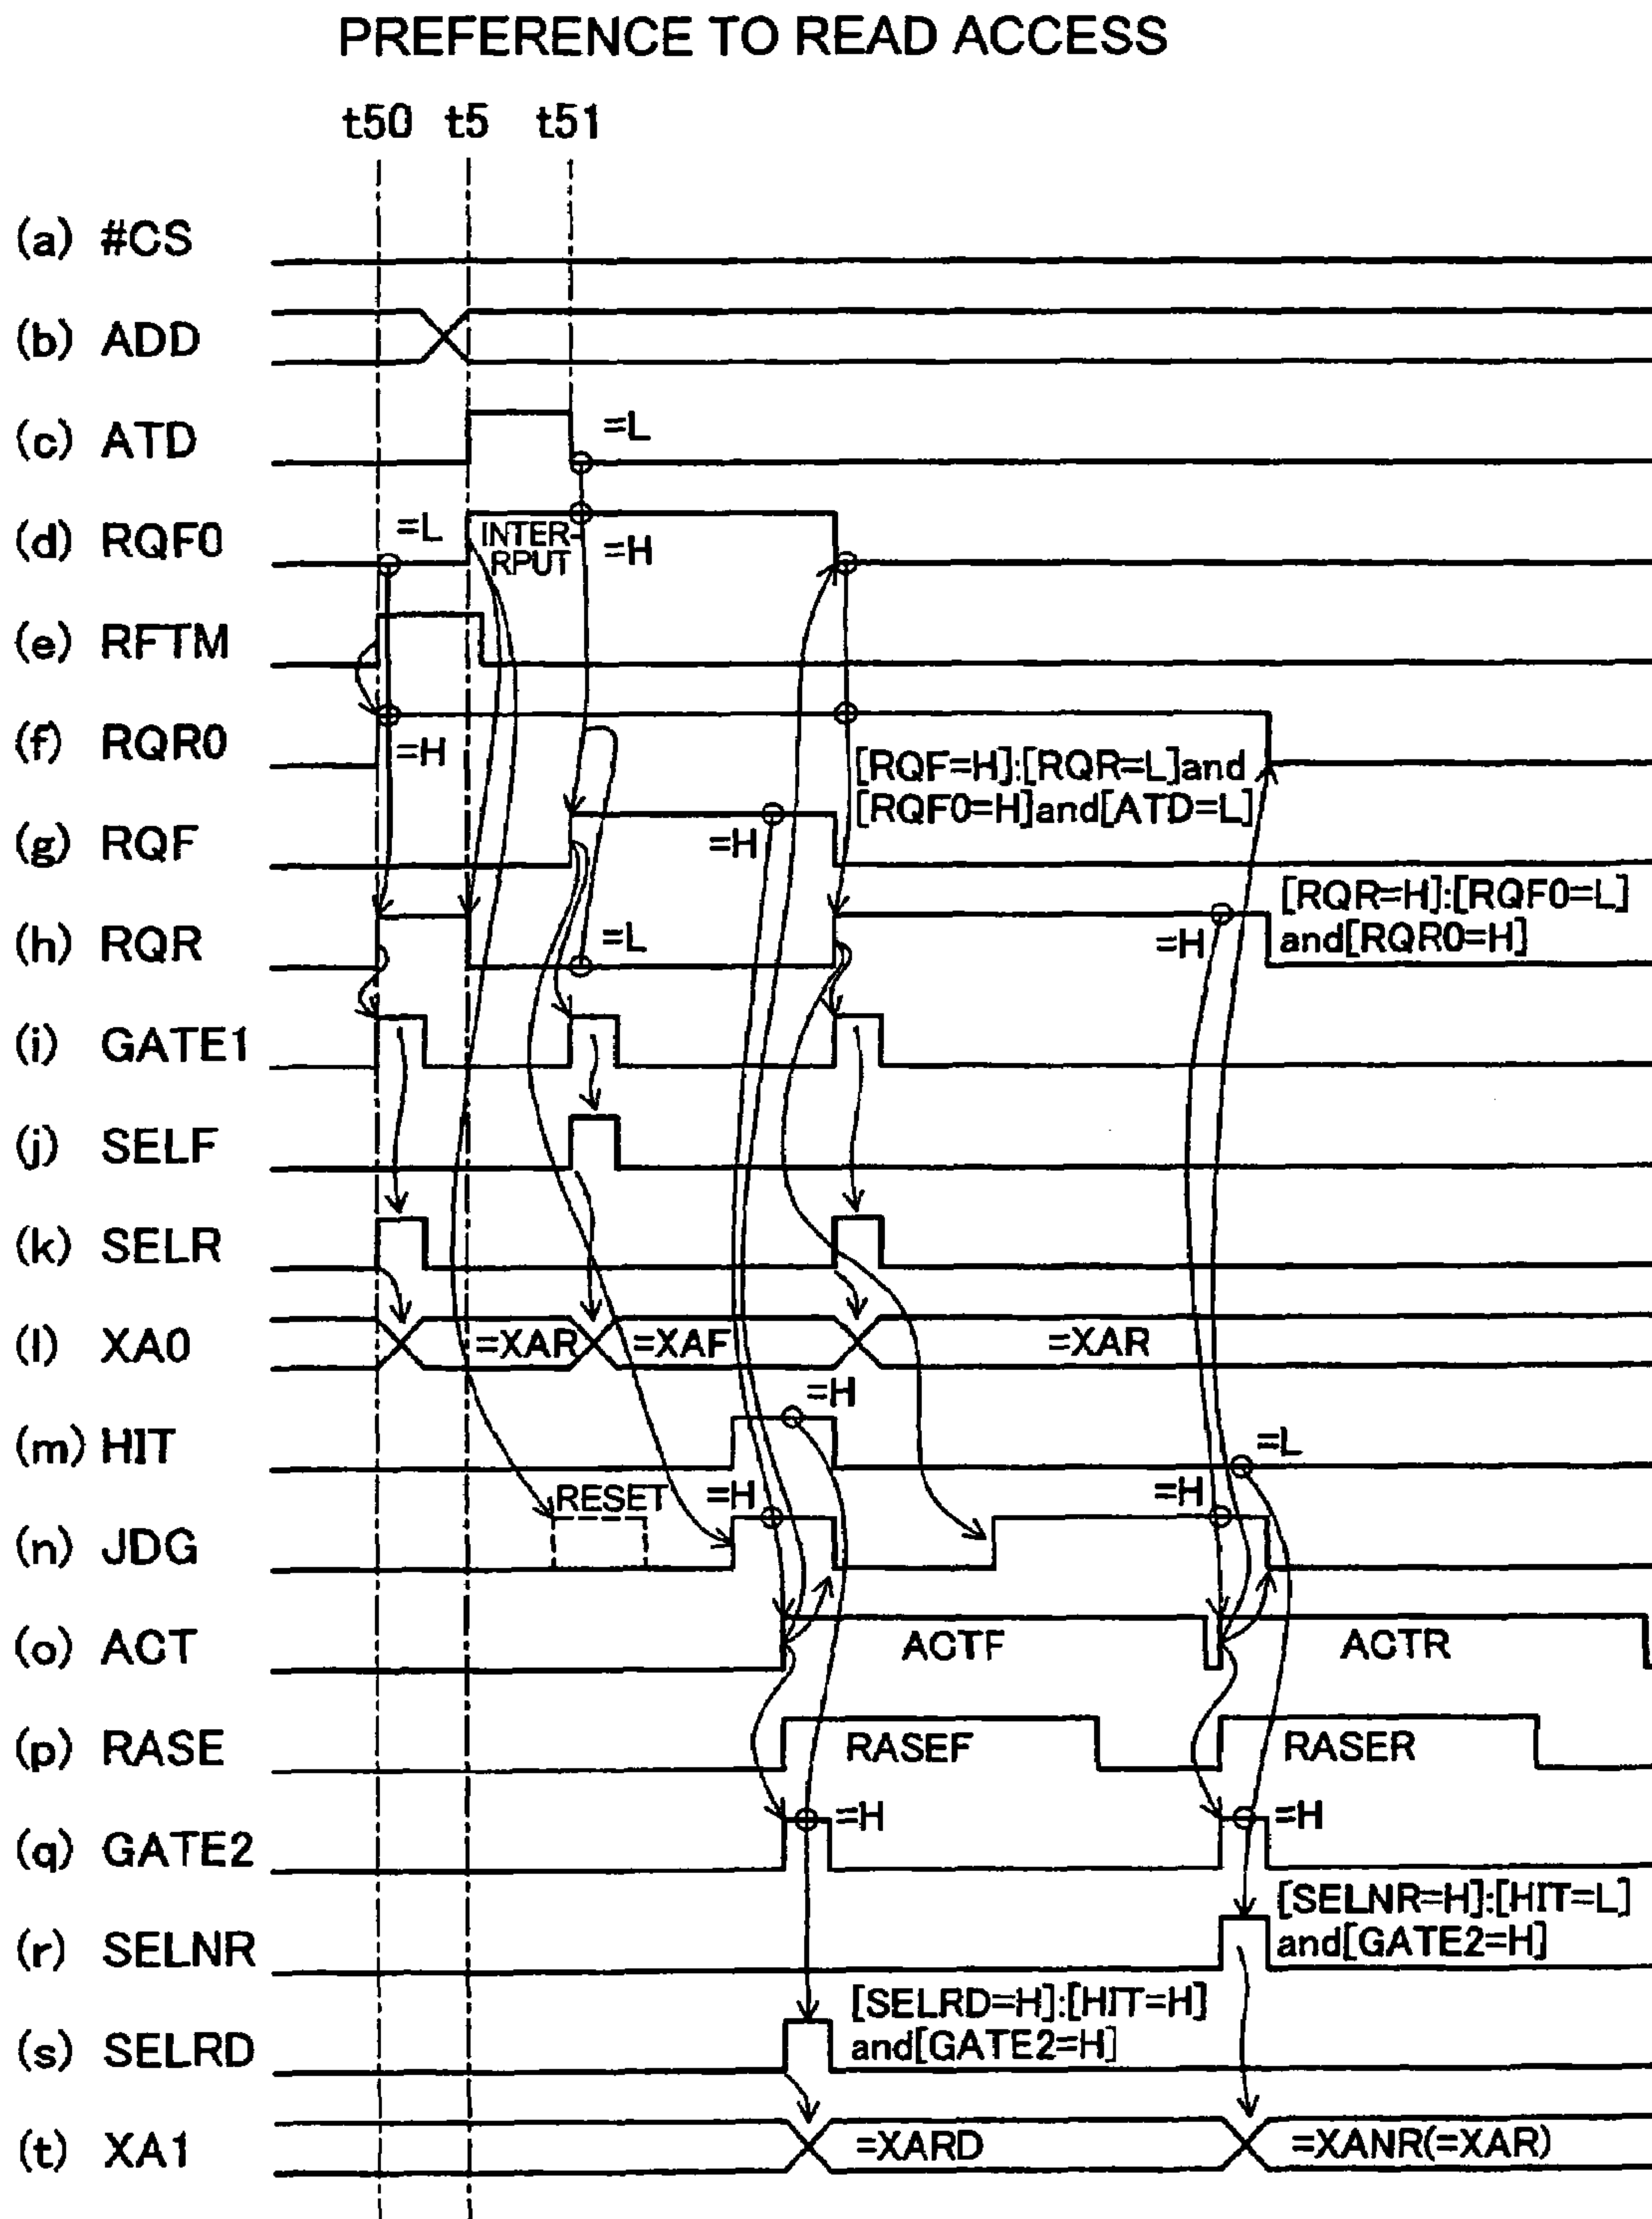 PREFERENCE TO READ ACCESS
t50 t5 t51
(a) #CS
(b) ADD
(c) ATD =L
(d) RQF0 =L INTER- =H
RPUT
(e) RFTM
(f) RQR0 =H [RQF=H]:[RQR=L]and
[RQF0=H]and[ATD=L]
(g) RQF =H
(h) RQR =L =H [RQR=H]:[RQF0=L]
and[RQR0=H]
(i) GATE1
(j) SELF
(k) SELR
(l) XA0 =XAR =XAF =XAR
(m) HIT =H =L
(n) JDG RESET =H =H
(o) ACT ACTF ACTR
(p) RASE RASEF RASER
(q) GATE2 =H =H
(r) SELNR [SELNR=H]:[HIT=L]
and[GATE2=H]
(s) SELRD [SELRD=H]:[HIT=H]
and[GATE2=H]
(t) XA1 =XARD =XANR(=XAR)